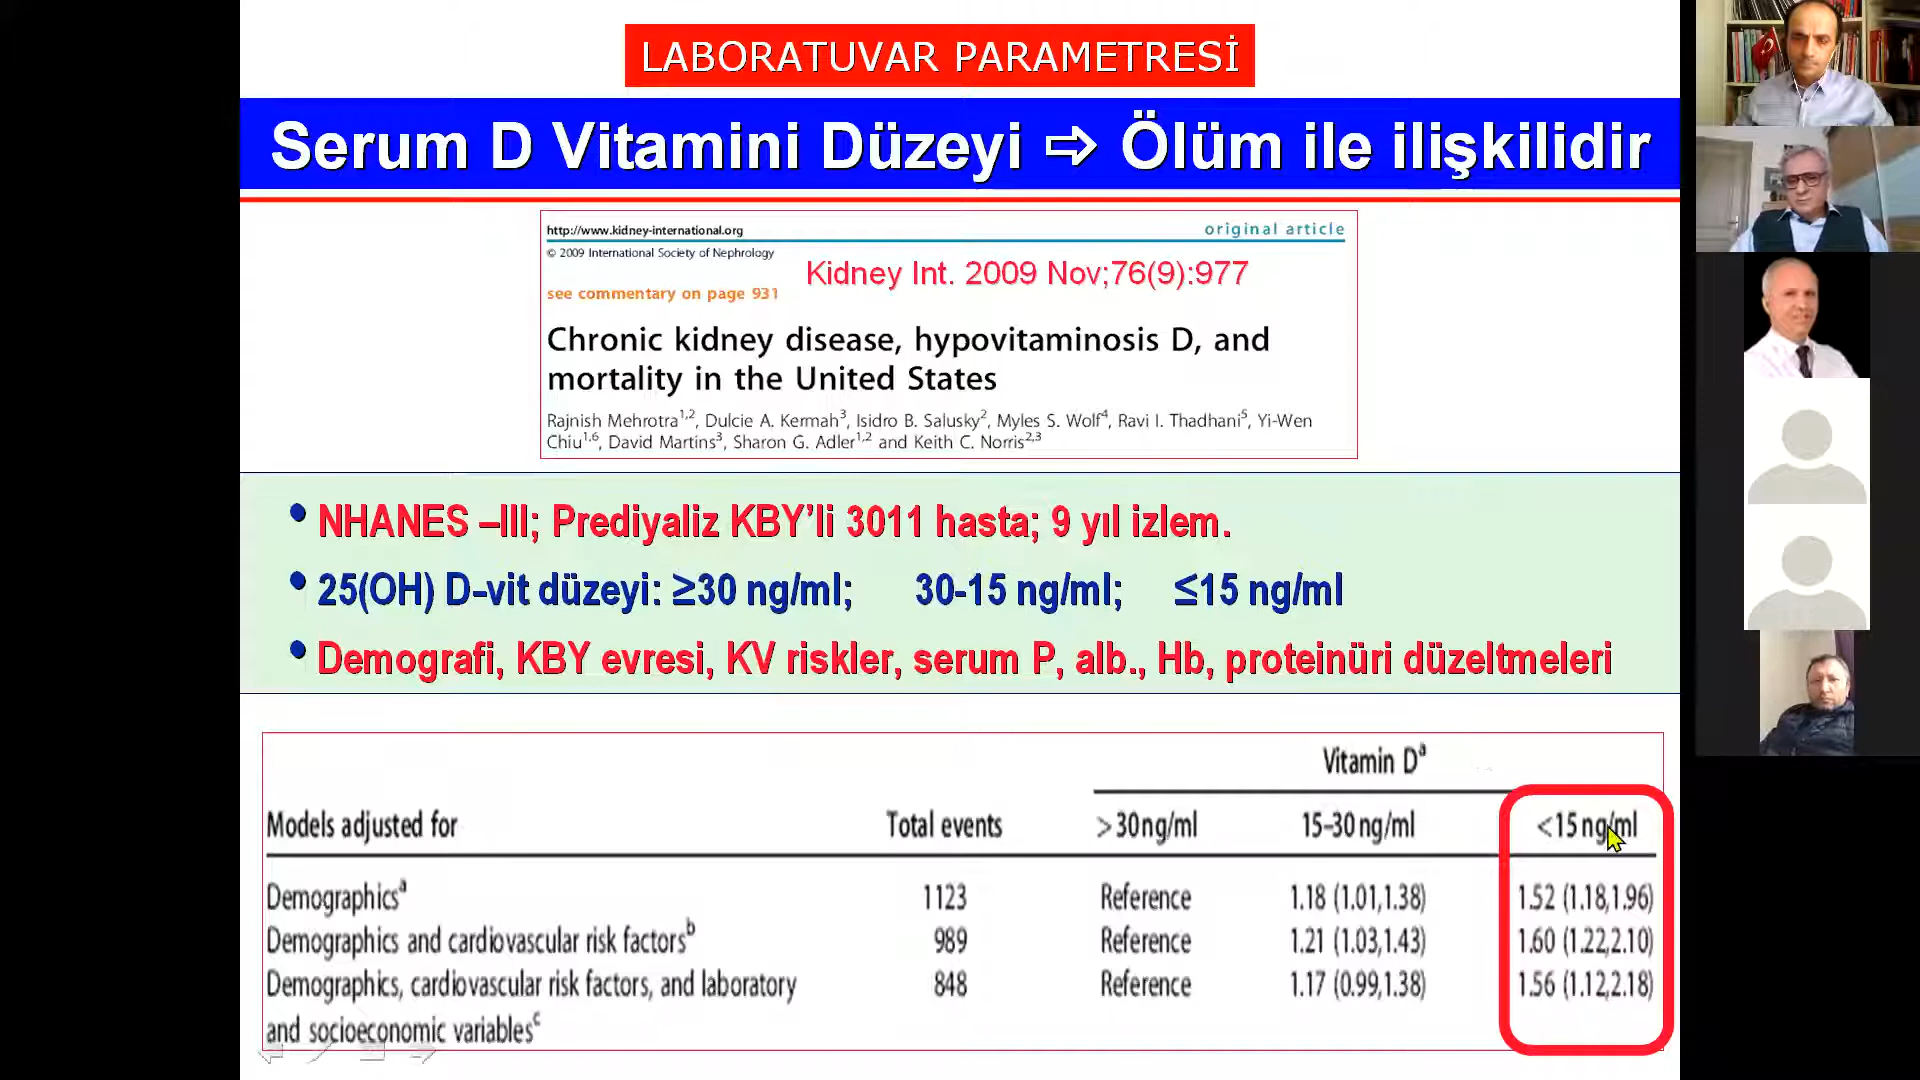 LABORATUVAR PARAMETRESİ
Serum D Vitamini Düzeyi ⇨ Ölüm ile ilişkilidir
http://www.kidney-international.org
original article
© 2009 International Society of Nephrology
Kidney Int. 2009 Nov;76(9):977
see commentary on page 931
Chronic kidney disease, hypovitaminosis D, and
mortality in the United States
Rajnish Mehrotra1,2, Dulcie A. Kermah3, Isidro B. Salusky2, Myles S. Wolf4, Ravi I. Thadhani5, Yi-Wen
Chiu1,6, David Martins3, Sharon G. Adler1,2 and Keith C. Norris2,3
• NHANES –III; Prediyaliz KBY’li 3011 hasta; 9 yıl izlem.
• 25(OH) D–vit düzeyi: ≥30 ng/ml; 30-15 ng/ml; ≤15 ng/ml
• Demografi, KBY evresi, KV riskler, serum P, alb., Hb, proteinüri düzeltmeleri
Vitamin Da
Models adjusted for Total events >30ng/ml 15–30ng/ml <15ng/ml
Demographicsa 1123 Reference 1.18 (1.01,1.38) 1.52 (1.18,1.96)
Demographics and cardiovascular risk factorsb 989 Reference 1.21 (1.03,1.43) 1.60 (1.22,2.10)
Demographics, cardiovascular risk factors, and laboratory 848 Reference 1.17 (0.99,1.38) 1.56 (1.12,2.18)
and socioeconomic variablesc